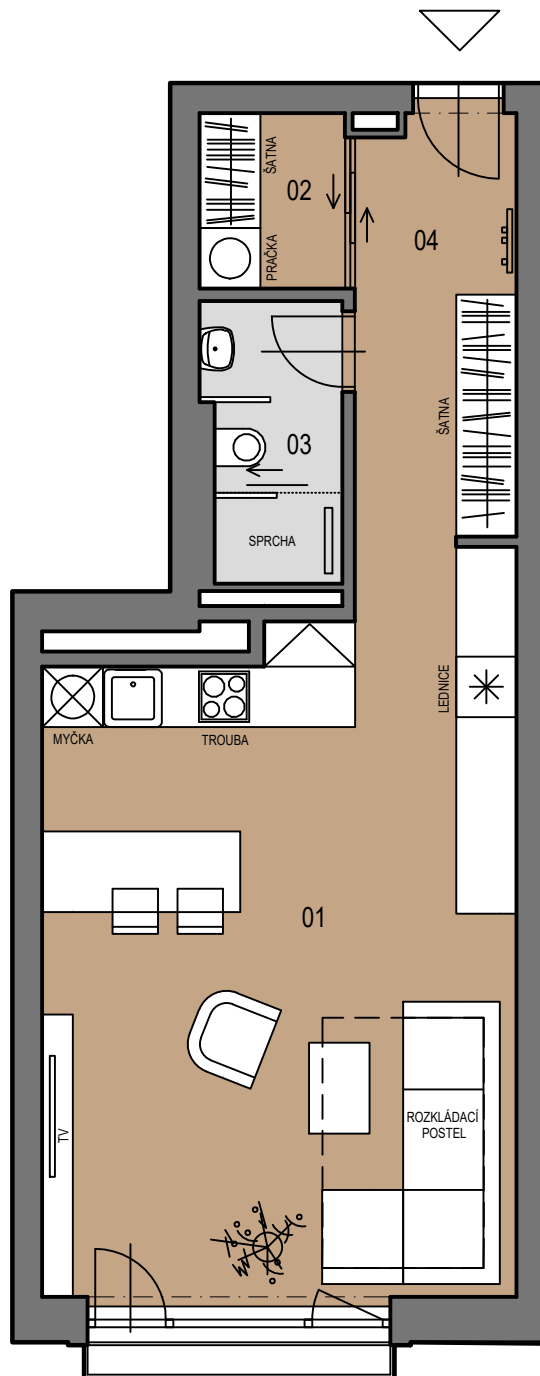 ŠATNA
02
PRAČKA
04
ŠATNA
03
SPRCHA
LEDNICE
MYČKA
TROUBA
01
ROZKLÁDACÍ
POSTEL
TV